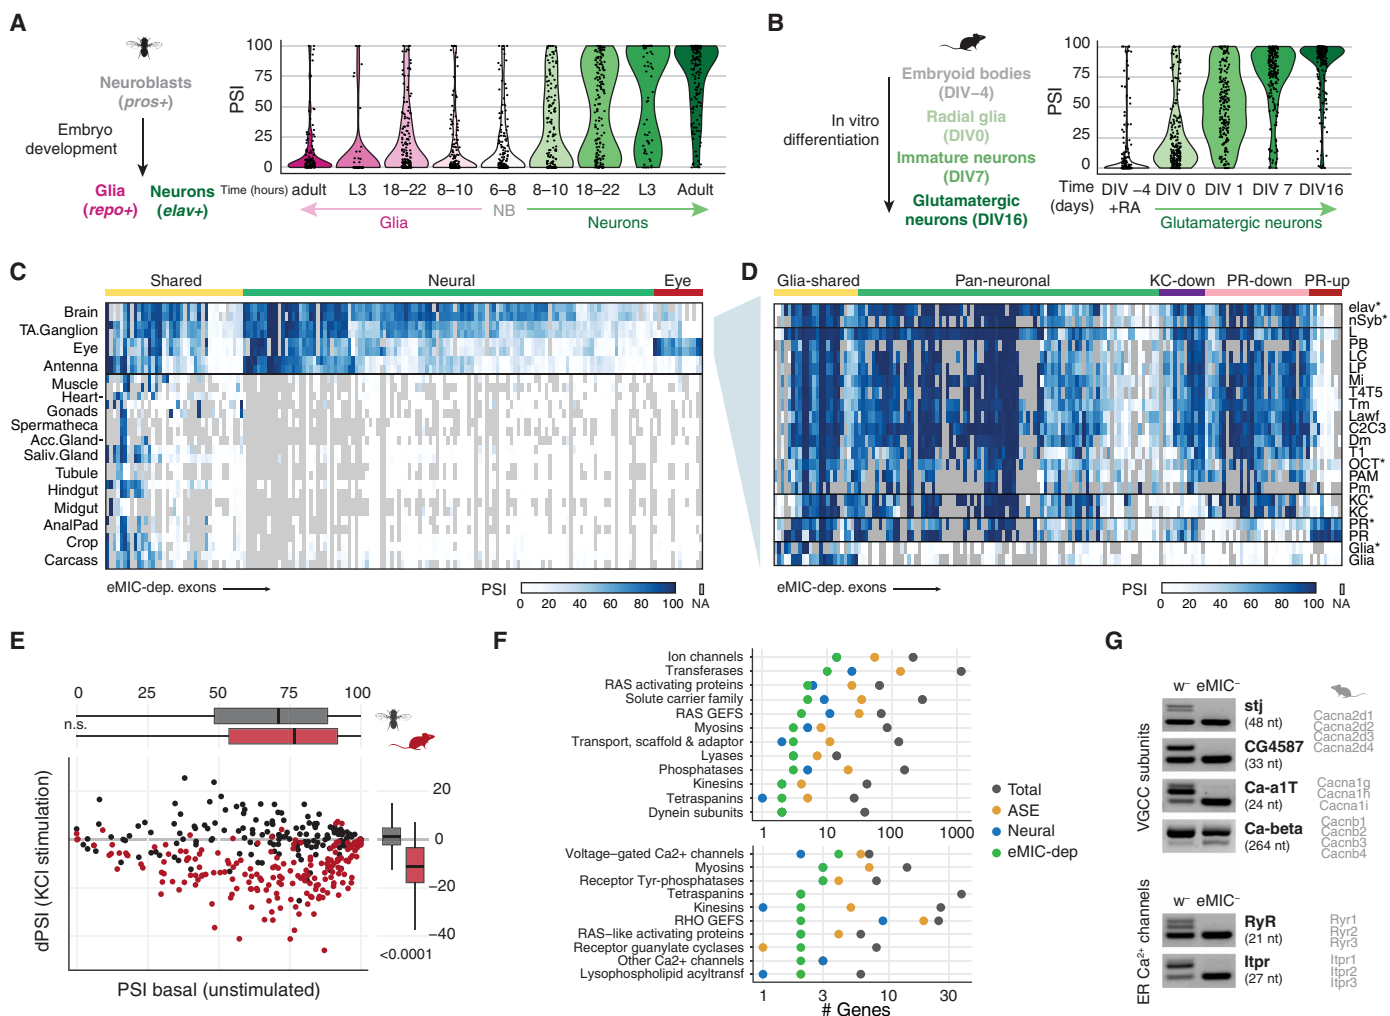 A
Neuroblasts
(pros+)
Embryo
development
Glia
(repo+)
Neurons
(elav+)
PSI
100
75
50
25
0
Time (hours)
adult
L3
18–22
8–10
6–8
8–10
18–22
L3
Adult
Glia
NB
Neurons
B
Embryoid bodies
(DIV−4)
In vitro
differentiation
Radial glia
(DIV0)
Immature neurons
(DIV7)
Glutamatergic
neurons (DIV16)
PSI
100
75
50
25
0
Time
(days)
DIV −4
+RA
DIV 0
DIV 1
DIV 7
DIV16
Glutamatergic neurons
C
Shared
Neural
Eye
Brain
TA.Ganglion
Eye
Antenna
Muscle
Heart
Gonads
Spermatheca
Acc.Gland
Saliv.Gland
Tubule
Hindgut
Midgut
AnalPad
Crop
Carcass
eMIC-dep. exons
PSI
0 20 40 60 80 100 NA
D
Glia-shared
Pan-neuronal
KC-down
PR-down
PR-up
elav*
nSyb*
L
PB
LC
LP
Mi
T4T5
Tm
Lawf
C2C3
Dm
T1
OCT*
PAM
Pm
KC*
KC
PR*
PR
Glia*
Glia
eMIC-dep. exons
PSI
0 20 40 60 80 100 NA
E
0 25 50 75 100
n.s.
dPSI (KCl stimulation)
20
0
−20
−40
<0.0001
PSI basal (unstimulated)
F
Ion channels
Transferases
RAS activating proteins
Solute carrier family
RAS GEFS
Myosins
Transport, scaffold & adaptor
Lyases
Phosphatases
Kinesins
Tetraspanins
Dynein subunits
1 10 100 1000
Total
ASE
Neural
eMIC-dep
Voltage−gated Ca2+ channels
Myosins
Receptor Tyr-phosphatases
Tetraspanins
Kinesins
RHO GEFS
RAS−like activating proteins
Receptor guanylate cyclases
Other Ca2+ channels
Lysophospholipid acyltransf
1 3 10 30
# Genes
G
VGCC subunits
w⁻ eMIC⁻
stj
(48 nt)
Cacna2d1
Cacna2d2
Cacna2d3
Cacna2d4
CG4587
(33 nt)
Ca-a1T
(24 nt)
Cacna1g
Cacna1h
Cacna1i
Ca-beta
(264 nt)
Cacnb1
Cacnb2
Cacnb3
Cacnb4
ER Ca²⁺ channels
w⁻ eMIC⁻
RyR
(21 nt)
Ryr1
Ryr2
Ryr3
Itpr
(27 nt)
Itpr1
Itpr2
Itpr3